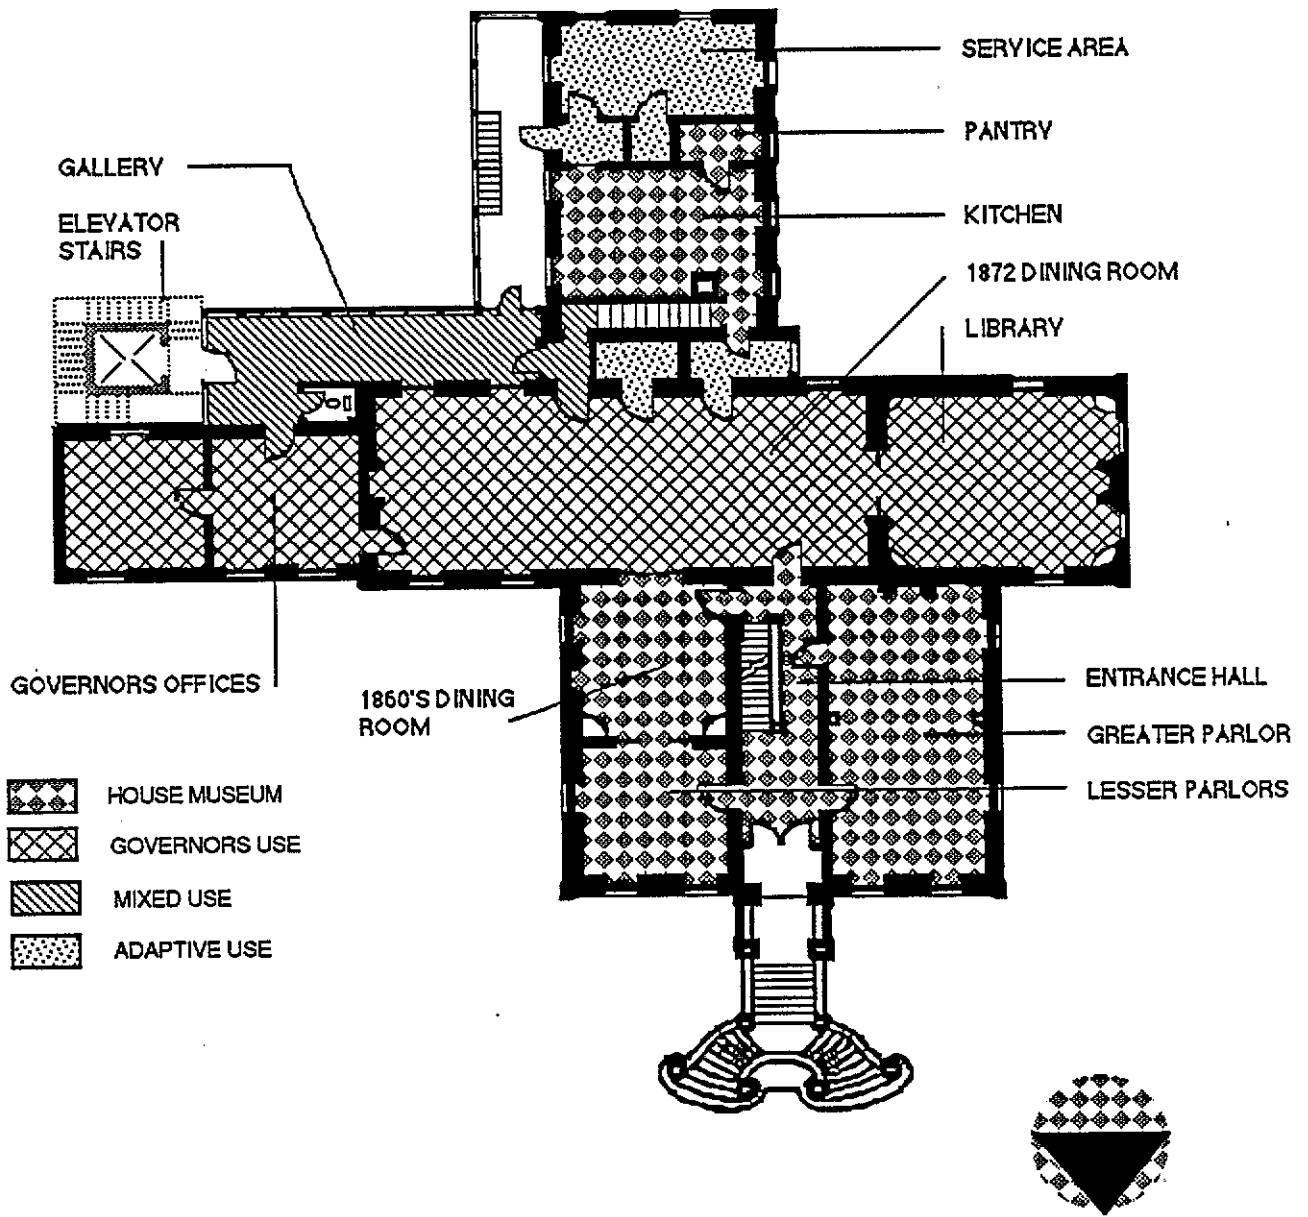 SERVICE AREA
PANTRY
GALLERY
ELEVATOR
STAIRS
KITCHEN
1872 DINING ROOM
LIBRARY
GOVERNORS OFFICES
1860'S DINING
ROOM
ENTRANCE HALL
GREATER PARLOR
LESSER PARLORS
HOUSE MUSEUM
GOVERNORS USE
MIXED USE
ADAPTIVE USE